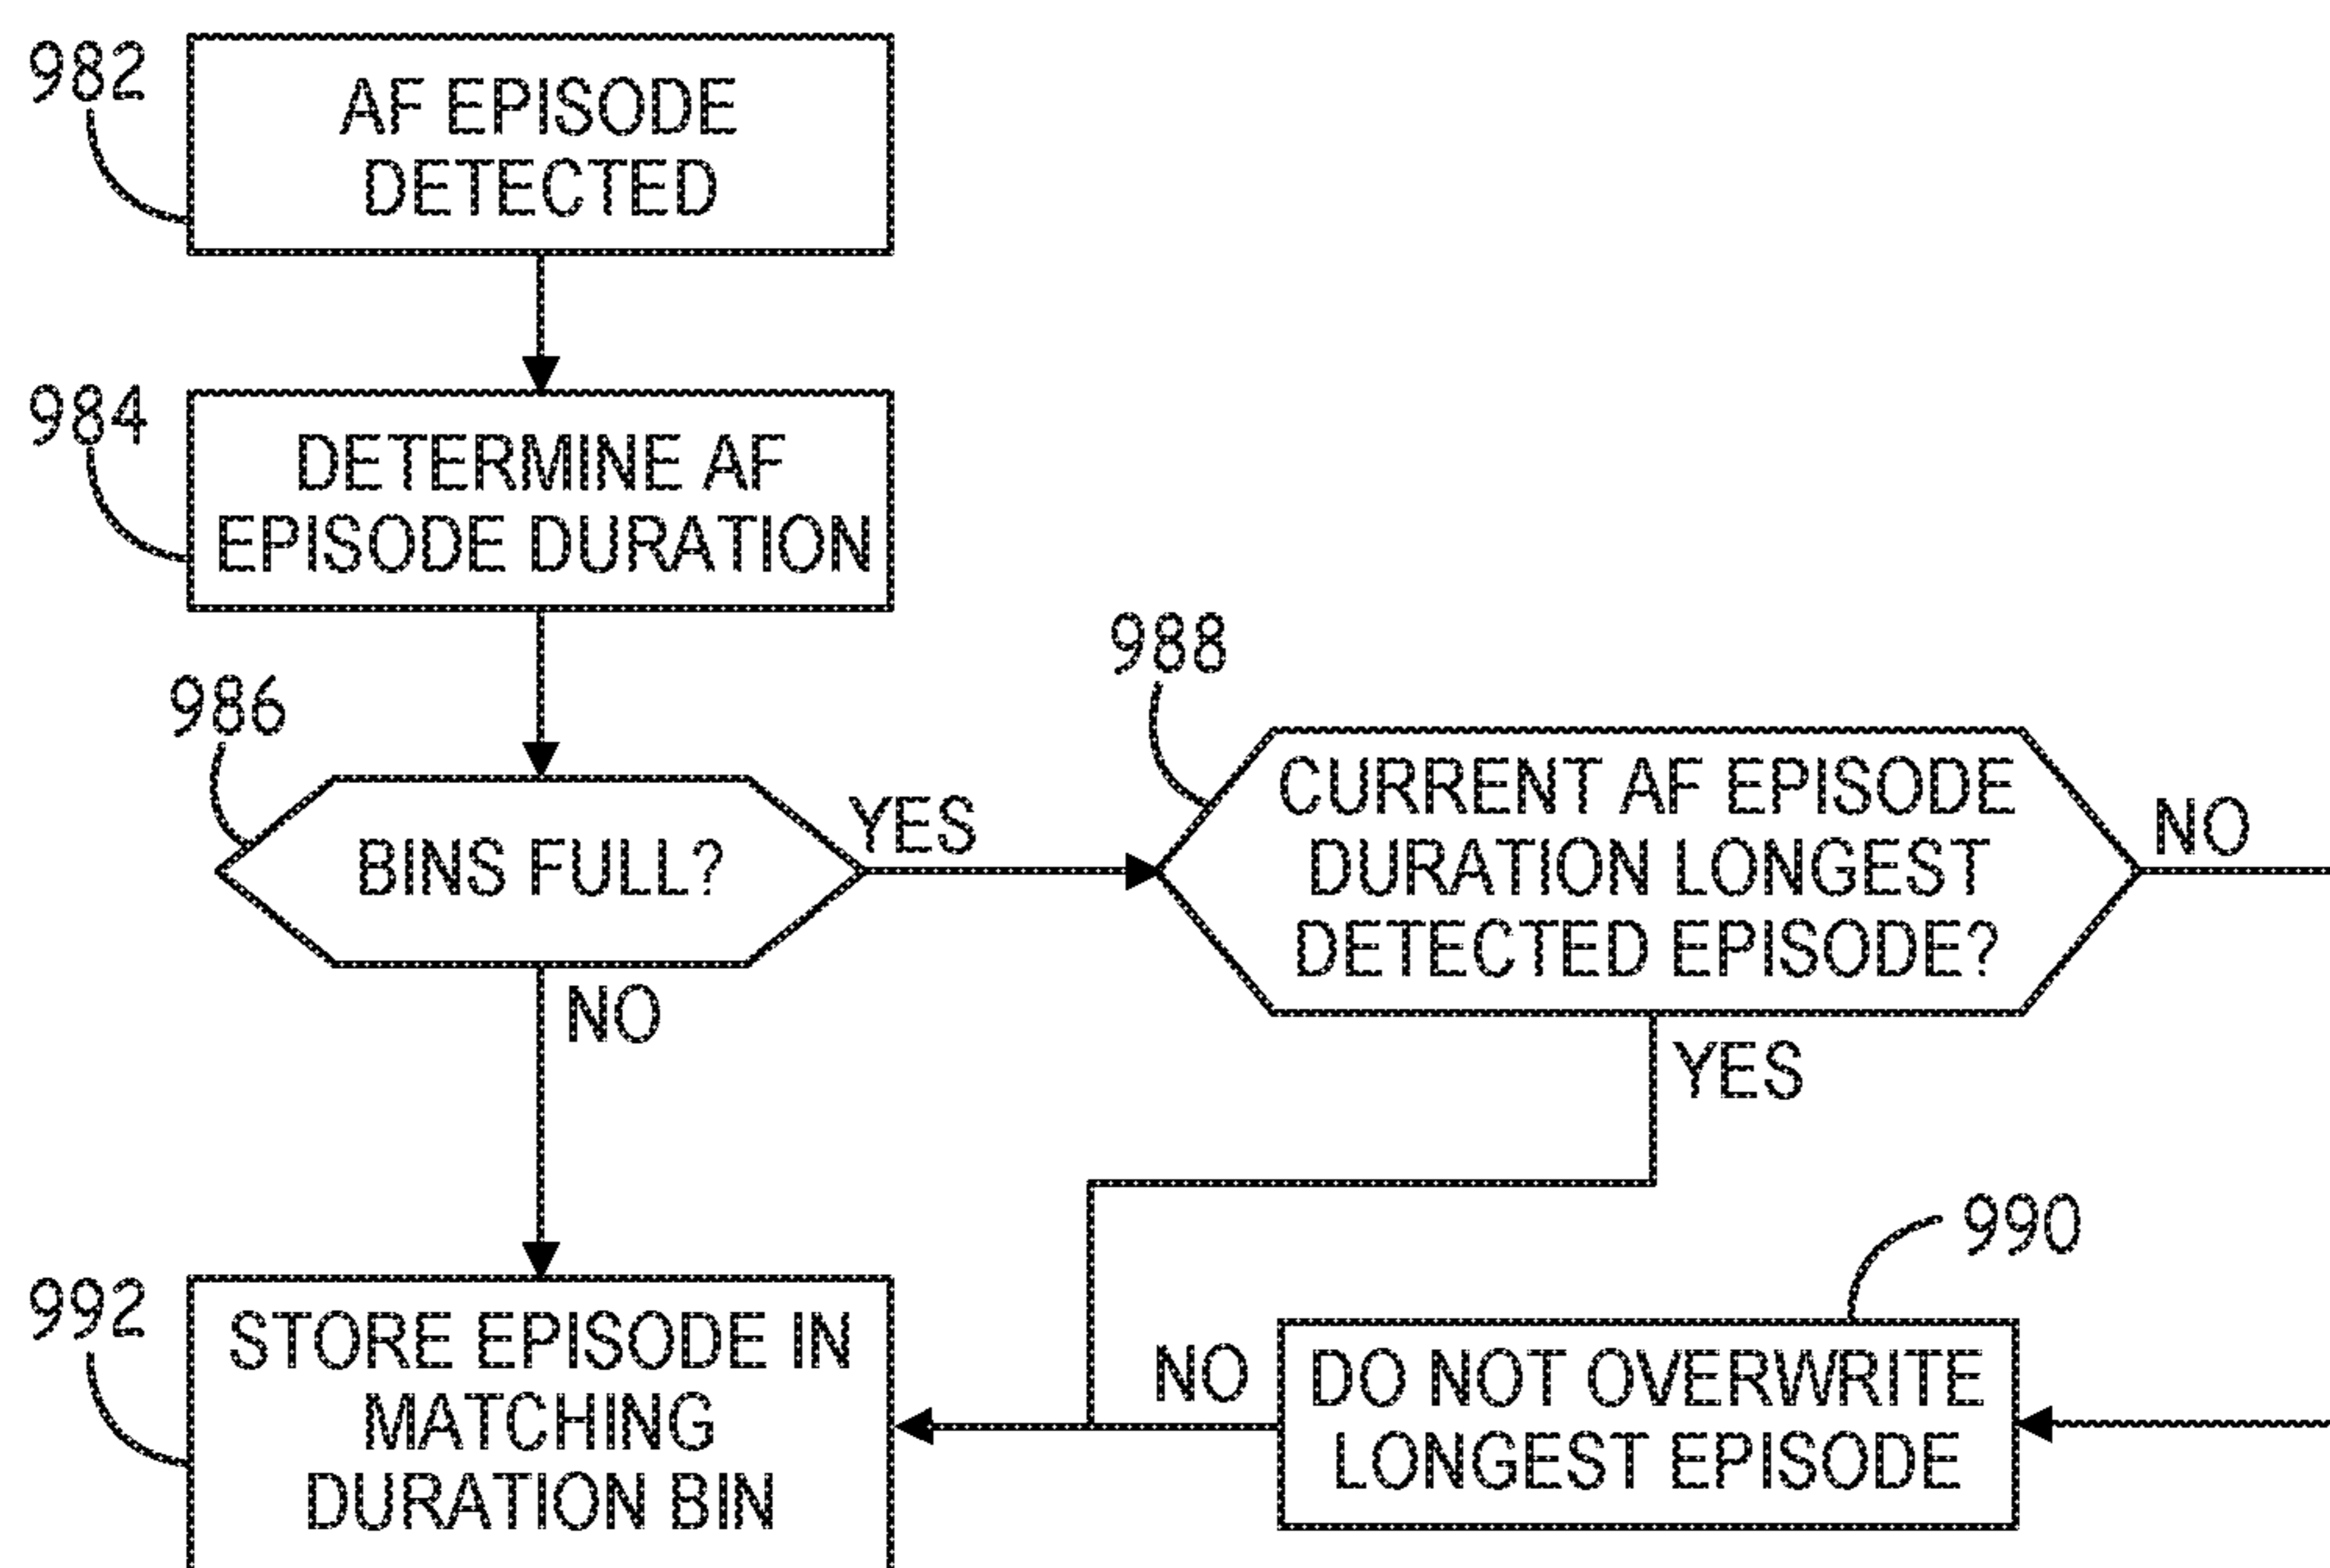 982
AF EPISODE
DETECTED
984
DETERMINE AF
EPISODE DURATION
986
BINS FULL?
YES
NO
988
CURRENT AF EPISODE
DURATION LONGEST
DETECTED EPISODE?
NO
YES
990
DO NOT OVERWRITE
LONGEST EPISODE
NO
992
STORE EPISODE IN
MATCHING
DURATION BIN